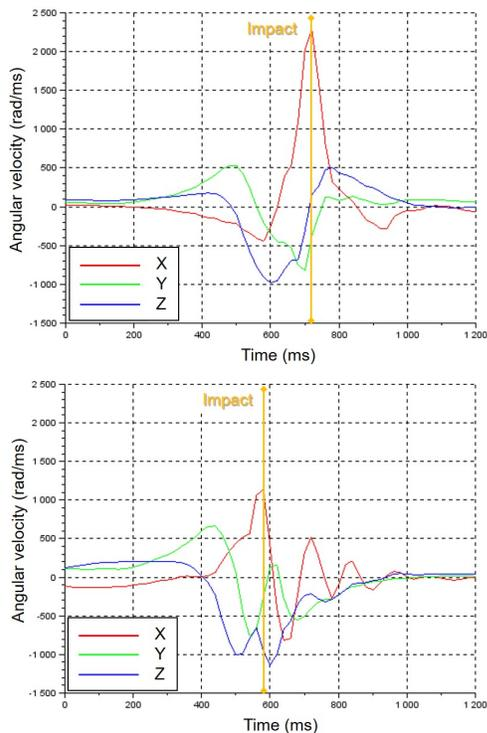 2 500
Impact
2 000
1 500
1 000
500
0
-500
-1 000
-1 500
Angular velocity (rad/ms)
X
Y
Z
0 200 400 600 800 1 000 1 200
Time (ms)
2 500
Impact
2 000
1 500
1 000
500
0
-500
-1 000
-1 500
Angular velocity (rad/ms)
X
Y
Z
0 200 400 600 800 1 000 1 200
Time (ms)